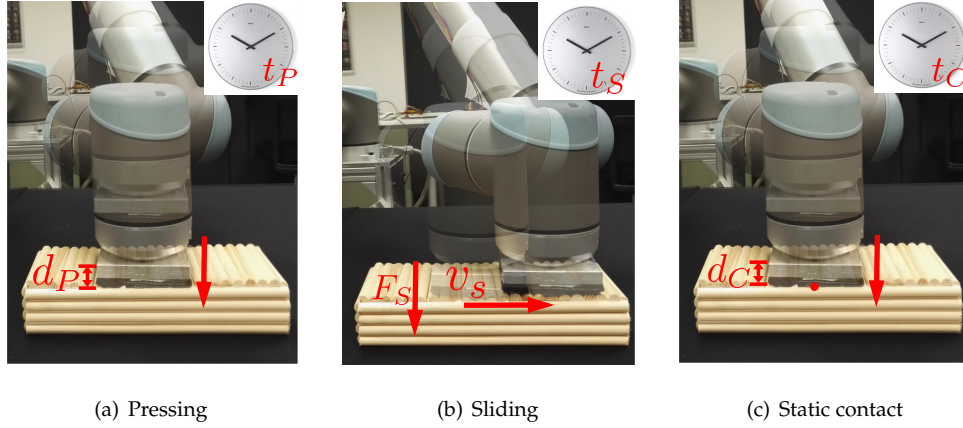 t_P
t_S
t_C
d_P
F_S
v_s
d_C
(a) Pressing
(b) Sliding
(c) Static contact